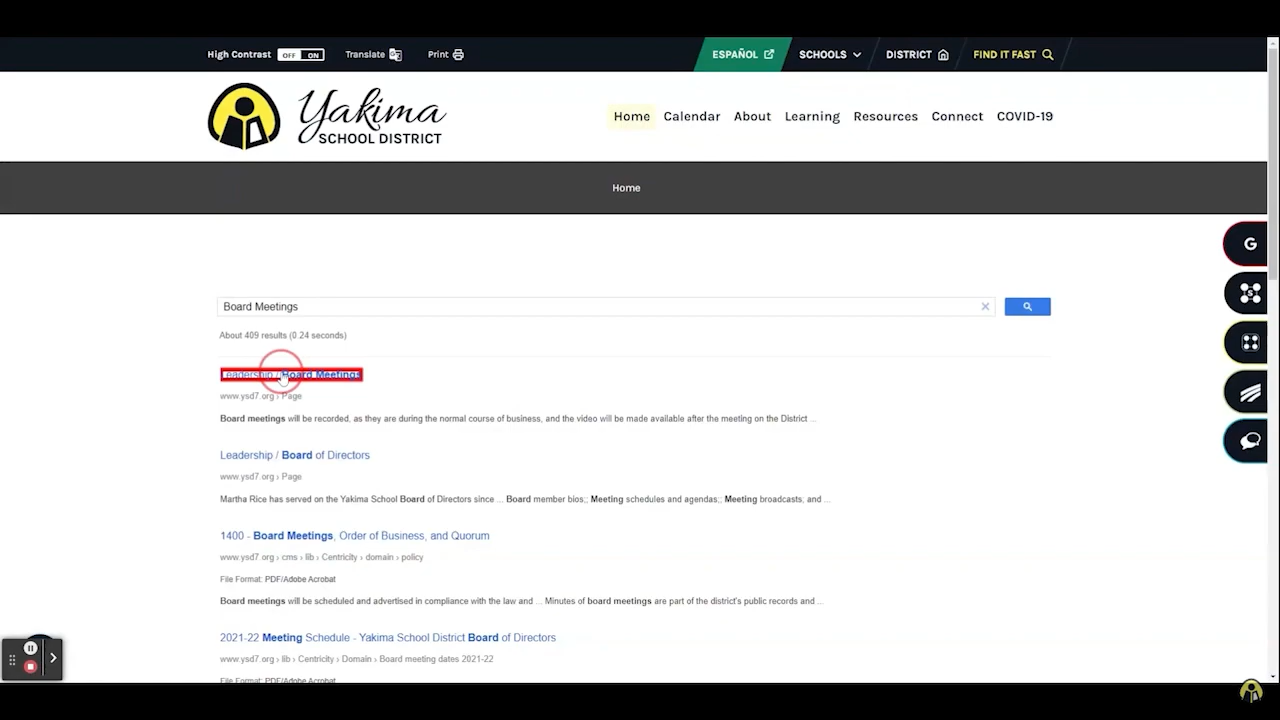 High Contrast OFF ON Translate Print ESPAÑOL SCHOOLS DISTRICT FIND IT FAST
Yakima
SCHOOL DISTRICT
Home Calendar About Learning Resources Connect COVID-19
Home
G
S
Board Meetings
About 409 results (0.24 seconds)
Leadership / Board Meetings
www.ysd7.org › Page
Board meetings will be recorded, as they are during the normal course of business, and the video will be made available after the meeting on the District ...
Leadership / Board of Directors
www.ysd7.org › Page
Martha Rice has served on the Yakima School Board of Directors since ... Board member bios;; Meeting schedules and agendas;; Meeting broadcasts; and ...
1400 - Board Meetings, Order of Business, and Quorum
www.ysd7.org › cms › lib › Centricity › domain › policy
File Format: PDF/Adobe Acrobat
Board meetings will be scheduled and advertised in compliance with the law and ... Minutes of board meetings are part of the district's public records and ...
2021-22 Meeting Schedule - Yakima School District Board of Directors
www.ysd7.org › lib › Centricity › Domain › Board meeting dates 2021-22
File Format: PDF/Adobe Acrobat